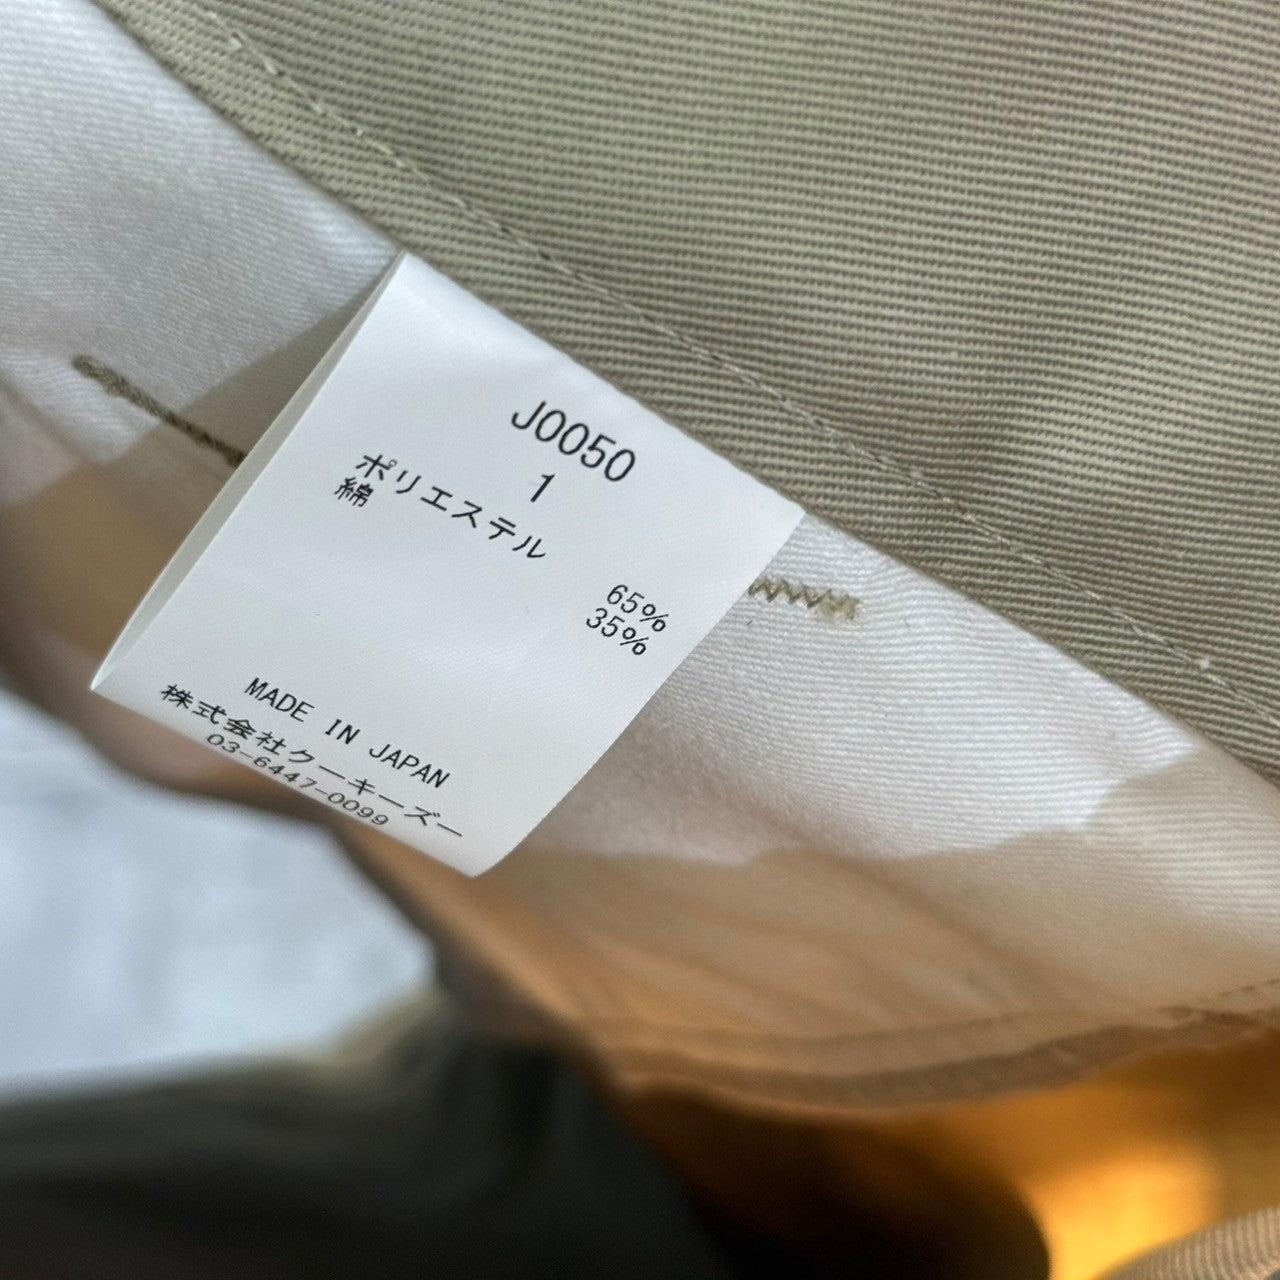 J0050
1
ポリエステル 65%
綿 35%
MADE IN JAPAN
株式会社クーキーズー
03-6447-0099